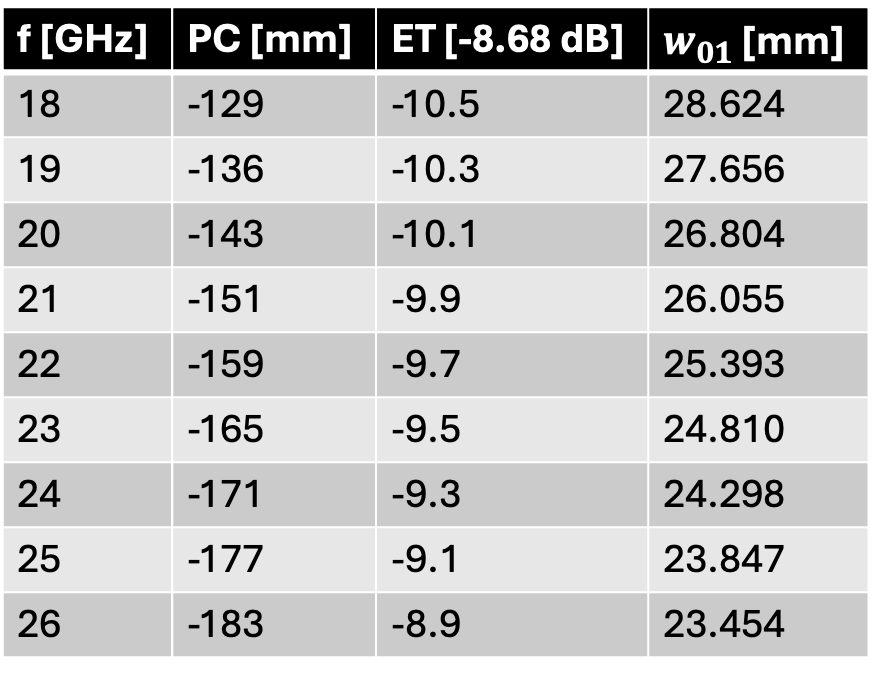 f [GHz] PC [mm] ET [-8.68 dB] w₀₁ [mm]
18 -129 -10.5 28.624
19 -136 -10.3 27.656
20 -143 -10.1 26.804
21 -151 -9.9 26.055
22 -159 -9.7 25.393
23 -165 -9.5 24.810
24 -171 -9.3 24.298
25 -177 -9.1 23.847
26 -183 -8.9 23.454